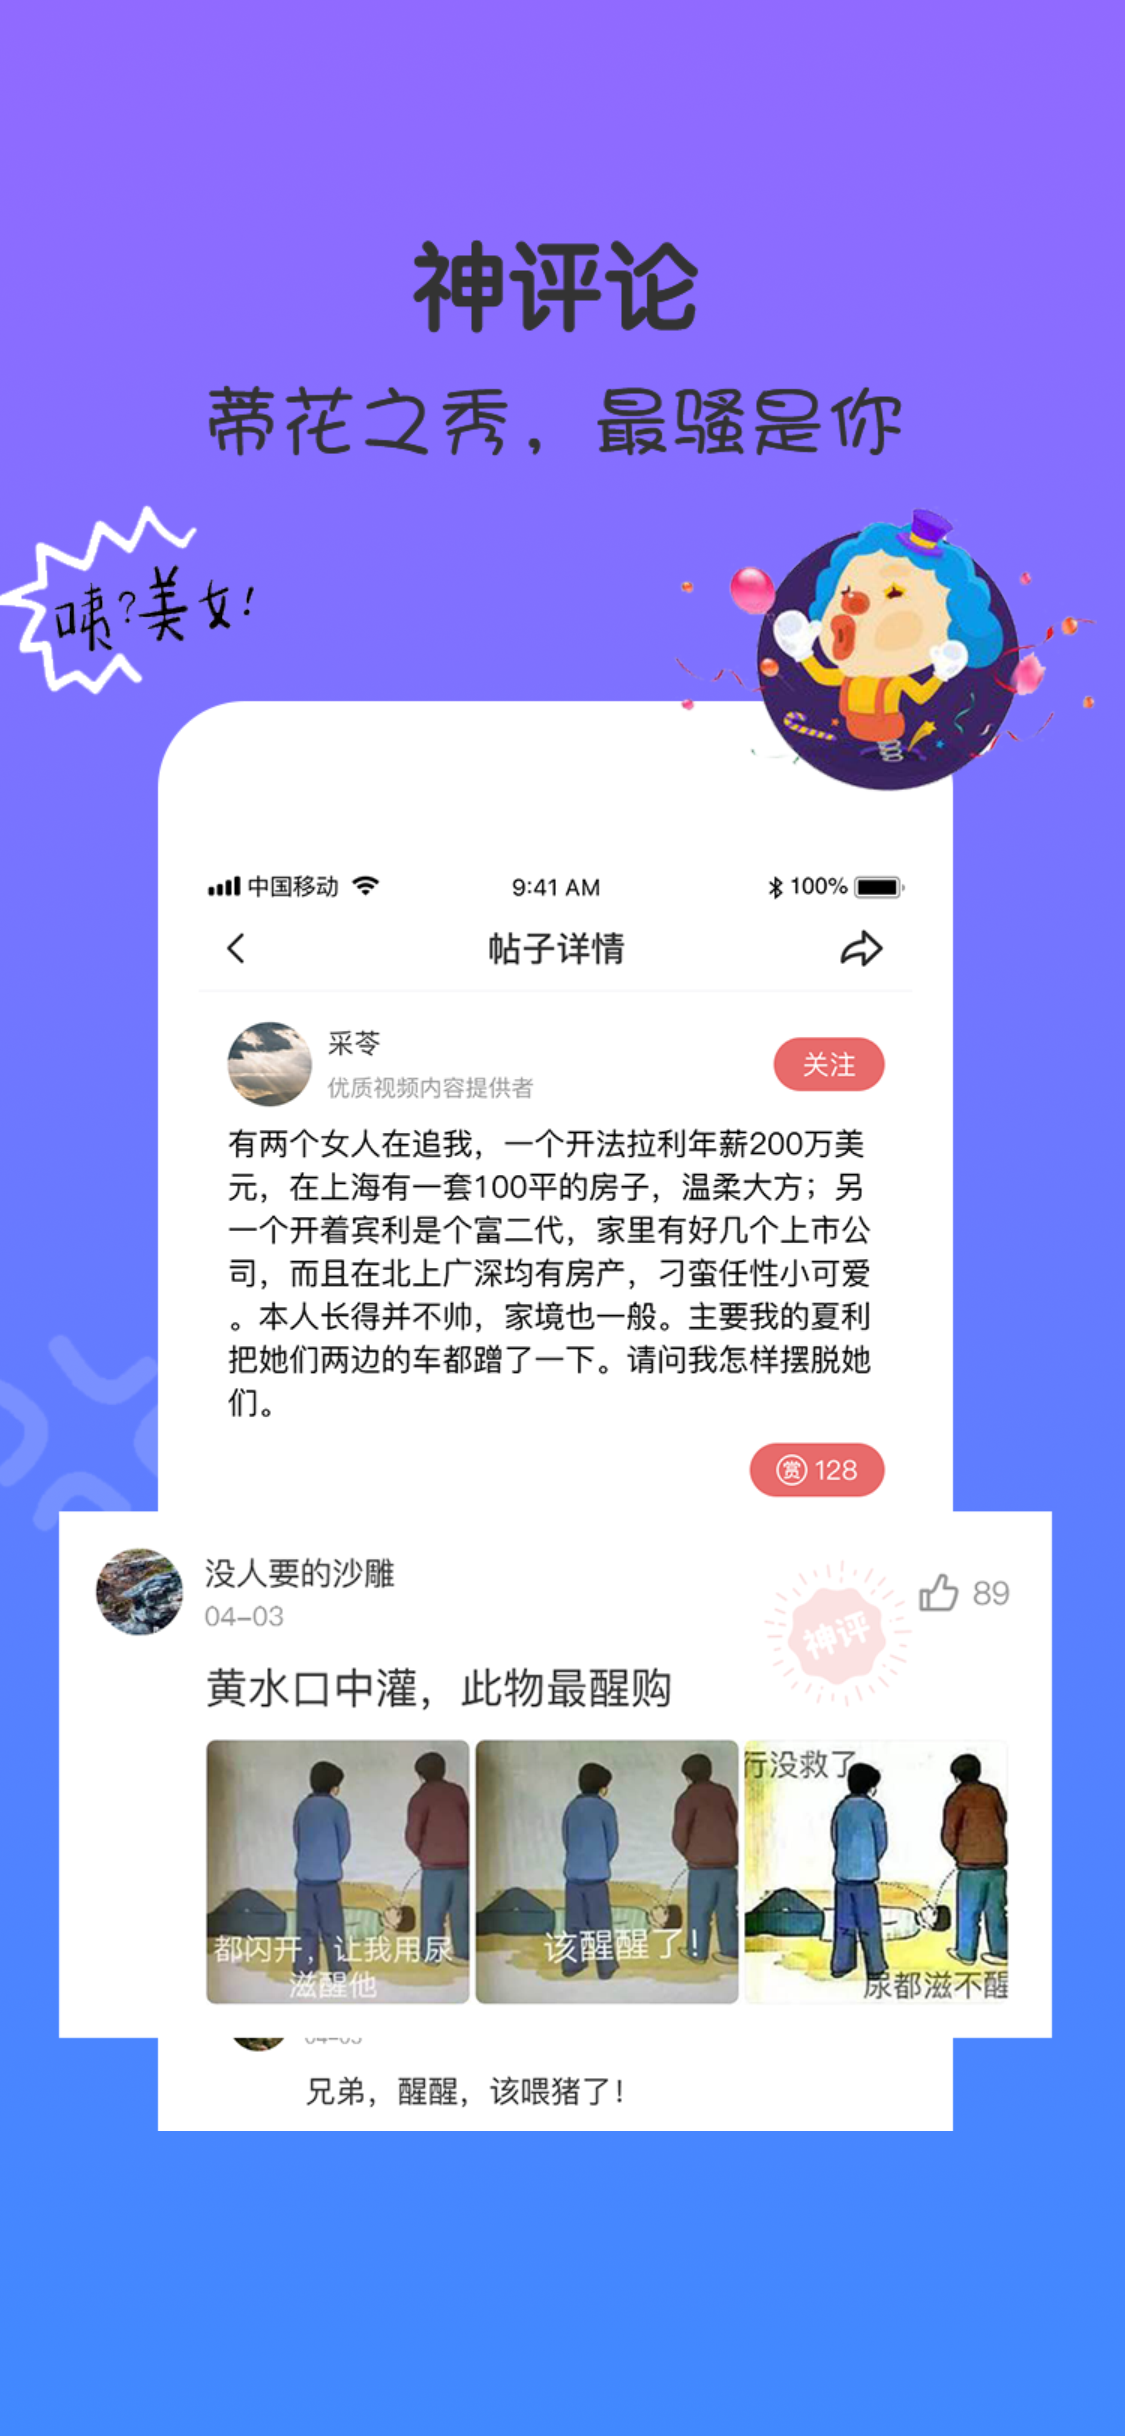 神评论
蒂花之秀，最骚是你
咦？美女！
中国移动
9:41 AM
100%
帖子详情
采苓
优质视频内容提供者
关注
有两个女人在追我，一个开法拉利年薪200万美
元，在上海有一套100平的房子，温柔大方；另
一个开着宾利是个富二代，家里有好几个上市公
司，而且在北上广深均有房产，刁蛮任性小可爱
。本人长得并不帅，家境也一般。主要我的夏利
把她们两边的车都蹭了一下。请问我怎样摆脱她
们。
赏 128
没人要的沙雕
04-03
神评
89
黄水口中灌，此物最醒购
都闪开，让我用尿
滋醒他
该醒醒了！
行没救了
尿都滋不醒
04-03
兄弟，醒醒，该喂猪了！